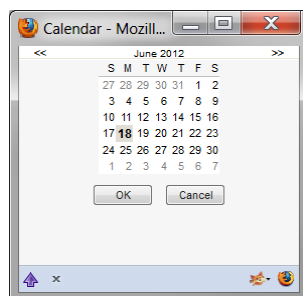 Calendar - Mozill...
<< June 2012 >>
S M T W T F S
27 28 29 30 31 1 2
3 4 5 6 7 8 9
10 11 12 13 14 15 16
17 18 19 20 21 22 23
24 25 26 27 28 29 30
1 2 3 4 5 6 7
OK Cancel